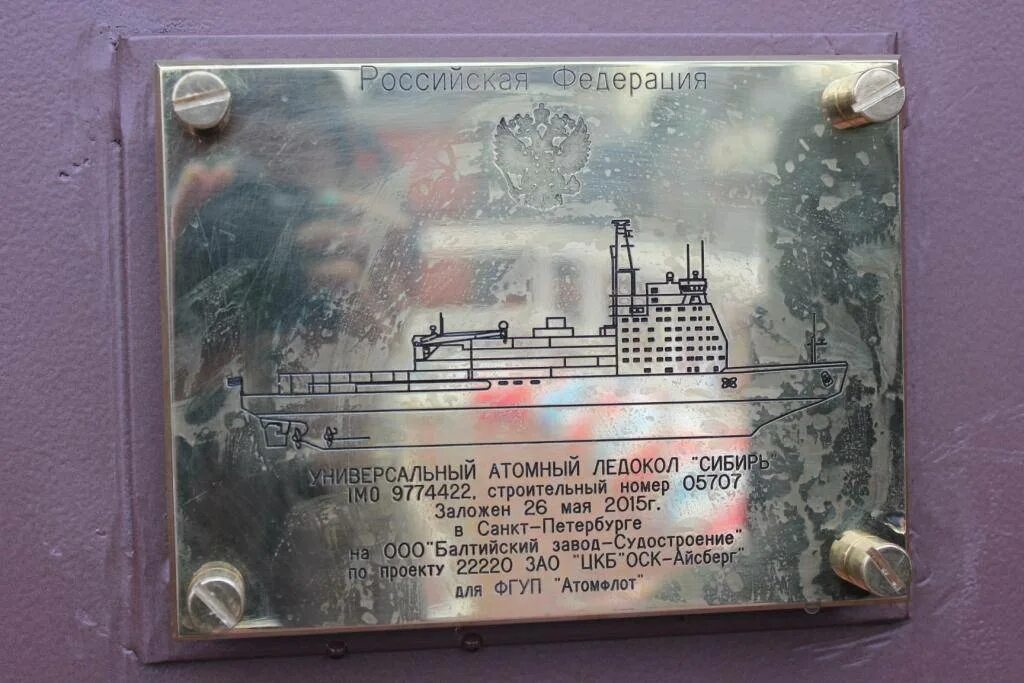 Российская Федерация
УНИВЕРСАЛЬНЫЙ АТОМНЫЙ ЛЕДОКОЛ "СИБИРЬ"
IMO 9774422, строительный номер 05707
Заложен 26 мая 2015г.
в Санкт-Петербурге
на ООО"Балтийский завод-Судостроение"
по проекту 22220 ЗАО "ЦКБ"ОСК-Айсберг"
для ФГУП "Атомфлот"